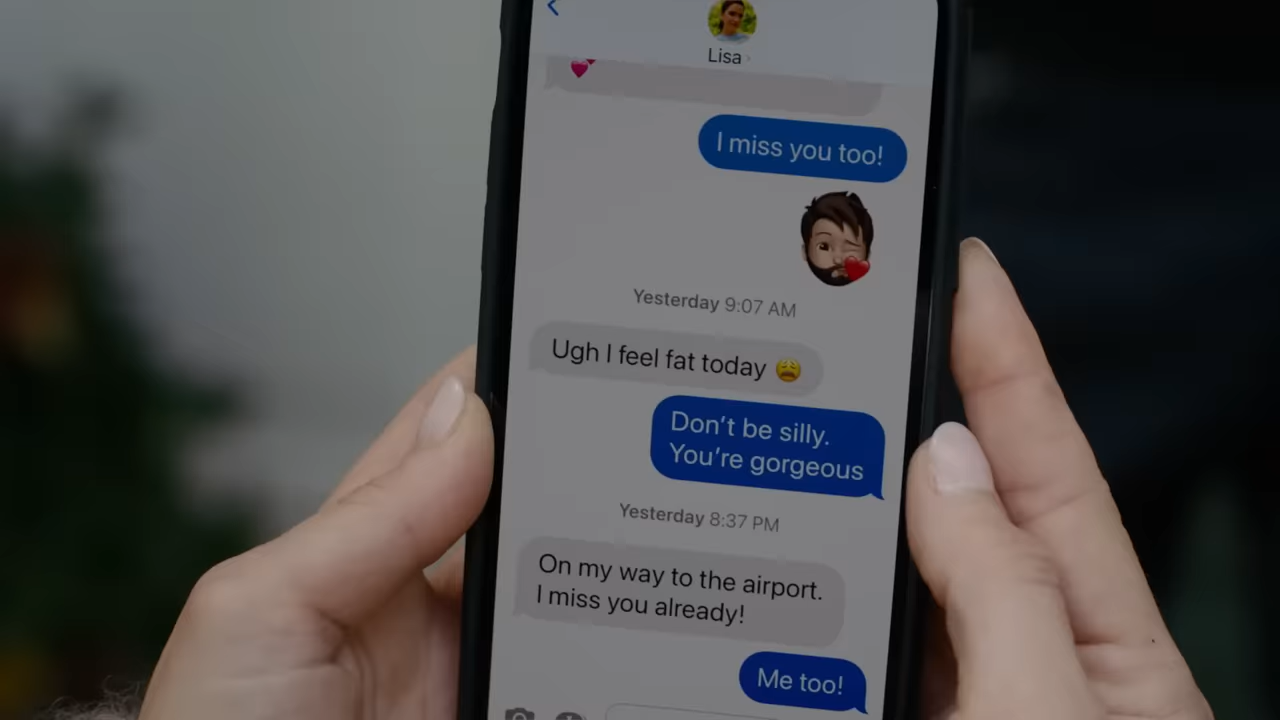 Lisa
I miss you too!
Yesterday 9:07 AM
Ugh I feel fat today 😩
Don’t be silly.
You’re gorgeous
Yesterday 8:37 PM
On my way to the airport.
I miss you already!
Me too!